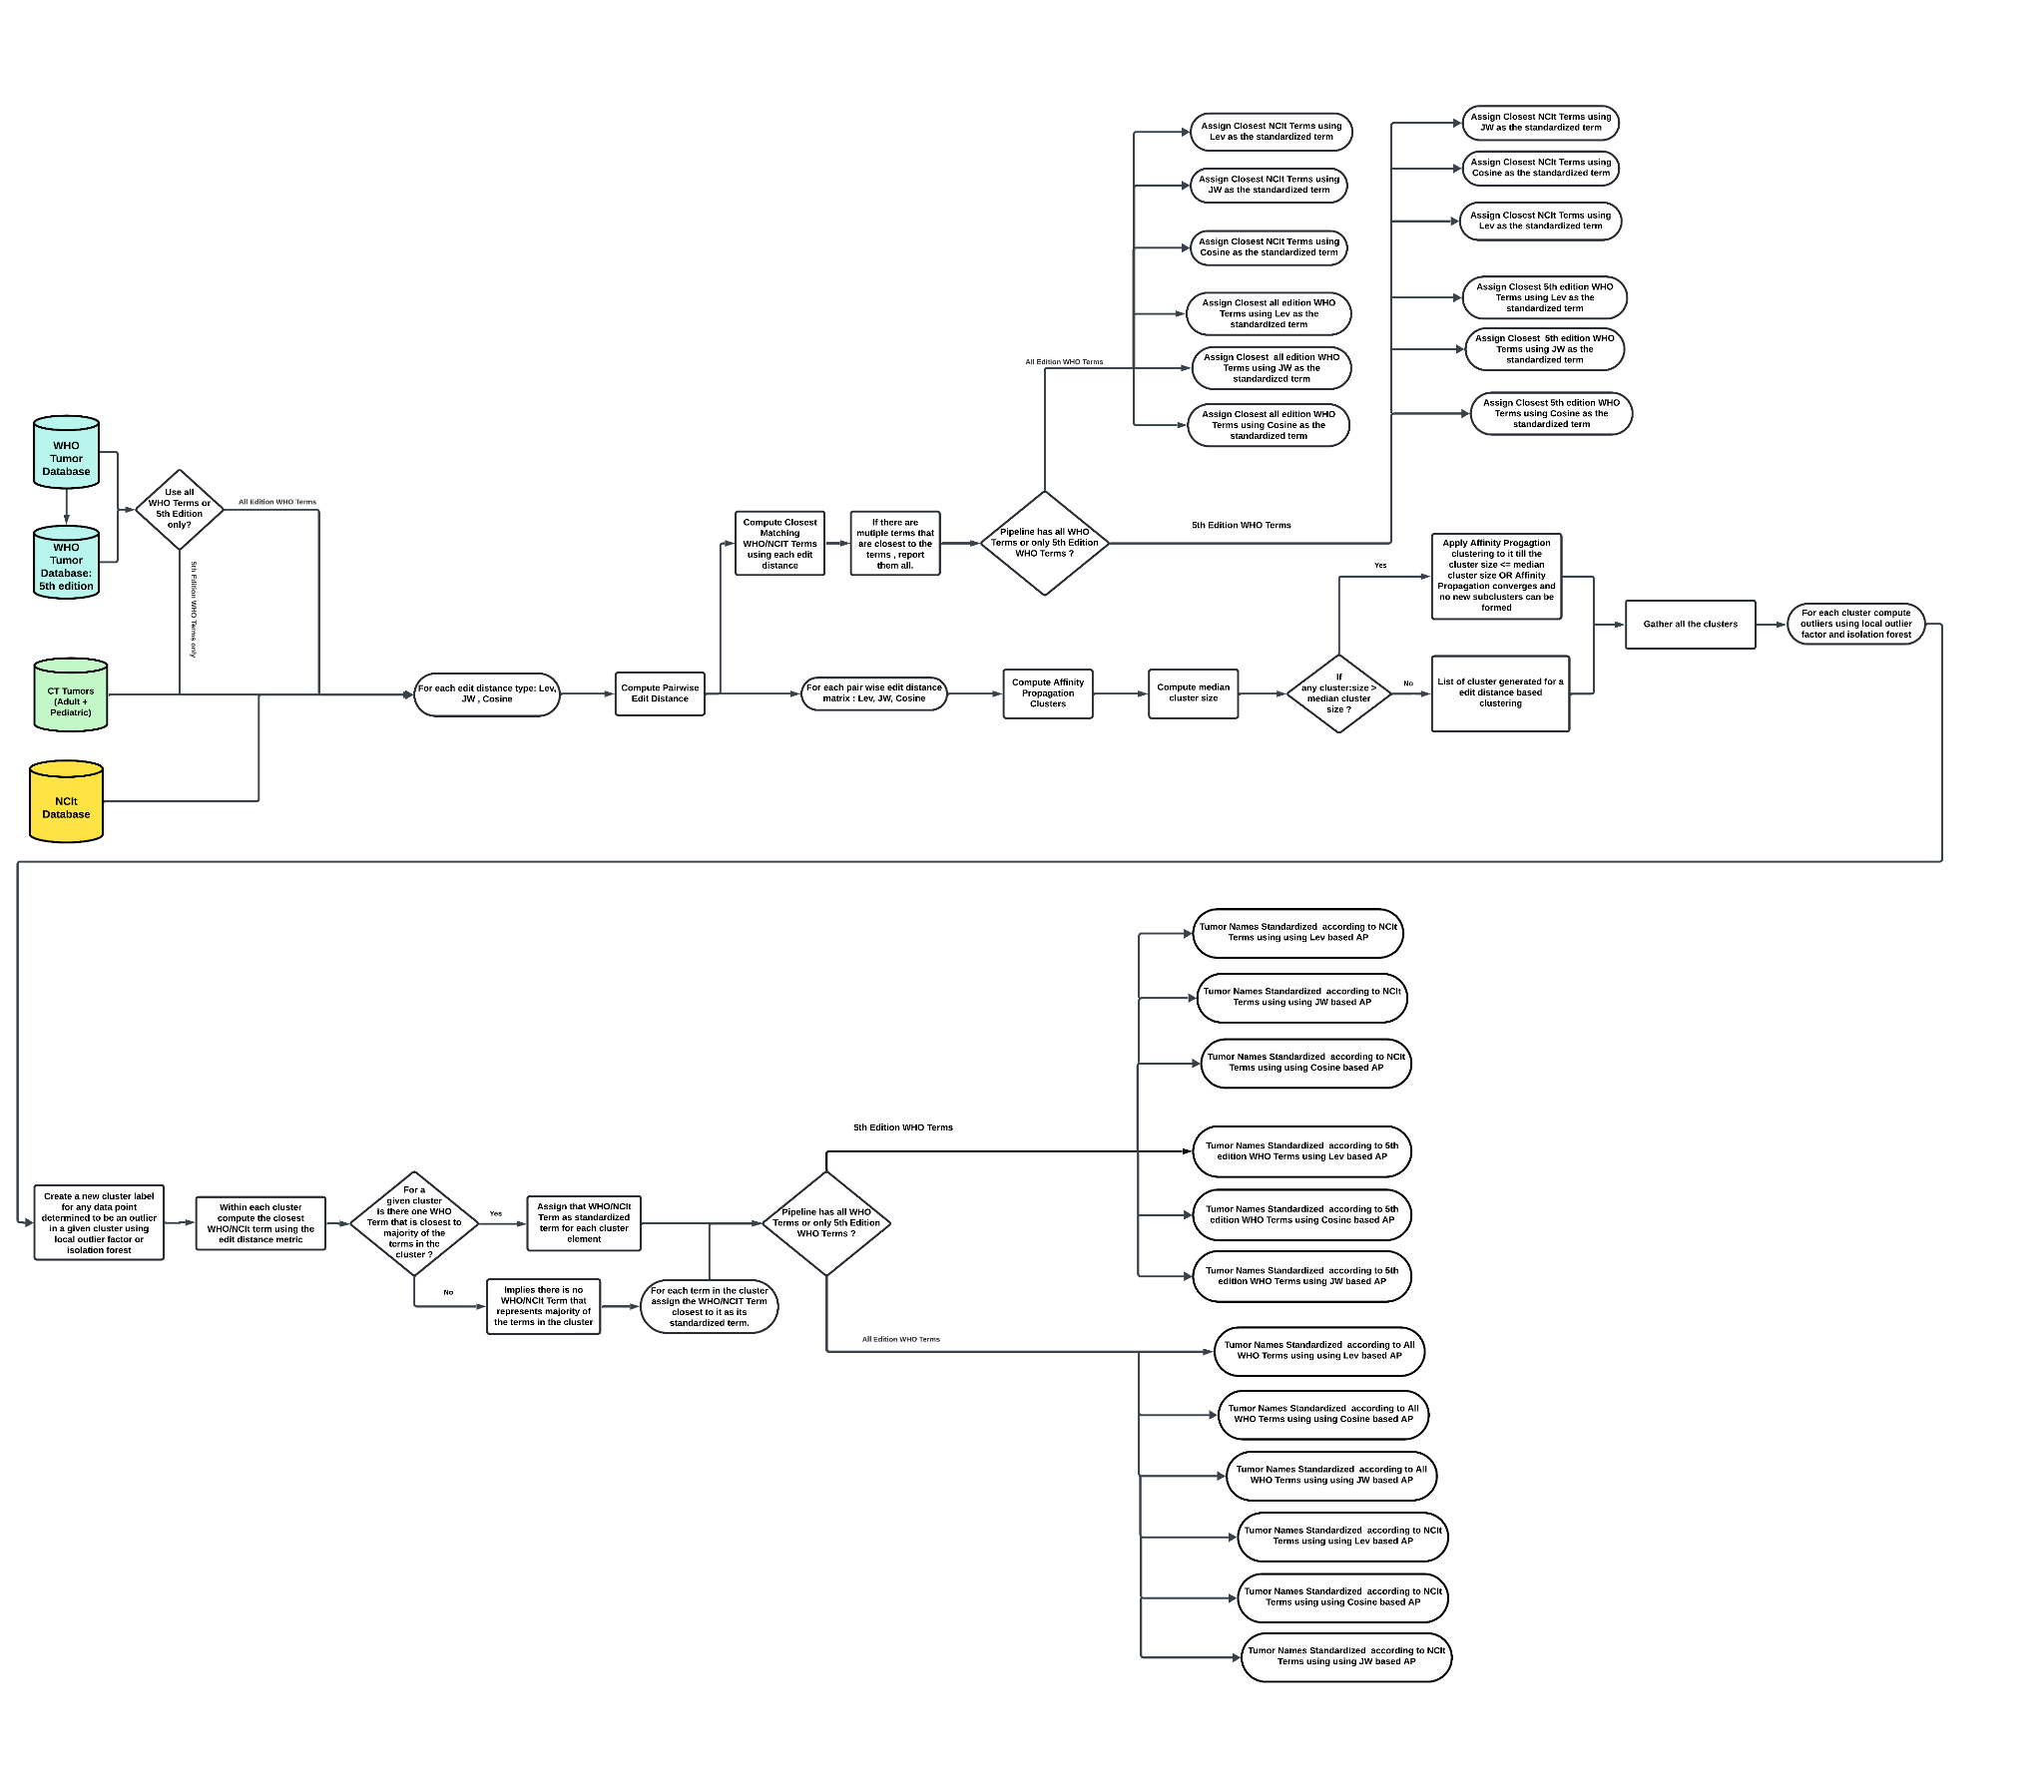 WHO
Tumor
Database
WHO
Tumor
Database:
5th edition
Use all
WHO Terms or
5th Edition
only?
All Edition WHO Terms
5th Edition WHO Terms only
CT Tumors
(Adult +
Pediatric)
NCIt
Database
For each edit distance type: Lev,
JW , Cosine
Compute Pairwise
Edit Distance
Compute Closest
Matching
WHO/NCIT Terms
using each edit
distance
If there are
mutiple terms that
are closest to the
terms , report
them all.
Pipeline has all WHO
Terms or only 5th Edition
WHO Terms ?
All Edition WHO Terms
5th Edition WHO Terms
Assign Closest NCIt Terms using
Lev as the standardized term
Assign Closest NCIt Terms using
JW as the standardized term
Assign Closest NCIt Terms using
Cosine as the standardized term
Assign Closest all edition WHO
Terms using Lev as the
standardized term
Assign Closest  all edition WHO
Terms using JW as the
standardized term
Assign Closest all edition WHO
Terms using Cosine as the
standardized term
Assign Closest NCIt Terms using
JW as the standardized term
Assign Closest NCIt Terms using
Cosine as the standardized term
Assign Closest NCIt Terms using
Lev as the standardized term
Assign Closest 5th edition WHO
Terms using Lev as the
standardized term
Assign Closest  5th edition WHO
Terms using JW as the
standardized term
Assign Closest 5th edition WHO
Terms using Cosine as the
standardized term
For each pair wise edit distance
matrix : Lev, JW, Cosine
Compute Affinity
Propagation
Clusters
Compute median
cluster size
If
any cluster:size >
median cluster
size ?
Yes
No
Apply Affinity Progagtion
clustering to it till the
cluster size <= median
cluster size OR Affinity
Propagation converges and
no new subclusters can be
formed
List of cluster generated for a
edit distance based
clustering
Gather all the clusters
For each cluster compute
outliers using local outlier
factor and isolation forest
Create a new cluster label
for any data point
determined to be an outlier
in a given cluster using
local outlier factor or
isolation forest
Within each cluster
compute the closest
WHO/NCIt term using the
edit distance metric
For a
given cluster
is there one WHO
Term that is closest to
majority of the
terms in the
cluster ?
Yes
No
Assign that WHO/NCIt
Term as standardized
term for each cluster
element
Implies there is no
WHO/NCIt Term that
represents majority of
the terms in the cluster
For each term in the cluster
assign the WHO/NCIT Term
closest to it as its
standardized term.
Pipeline has all WHO
Terms or only 5th Edition
WHO Terms ?
5th Edition WHO Terms
All Edition WHO Terms
Tumor Names Standardized  according to NCIt
Terms using using Lev based AP
Tumor Names Standardized  according to NCIt
Terms using using JW based AP
Tumor Names Standardized  according to NCIt
Terms using using Cosine based AP
Tumor Names Standardized  according to 5th
edition WHO Terms using Lev based AP
Tumor Names Standardized  according to 5th
edition WHO Terms using Cosine based AP
Tumor Names Standardized  according to 5th
edition WHO Terms using JW based AP
Tumor Names Standardized  according to All
WHO Terms using using Lev based AP
Tumor Names Standardized  according to All
WHO Terms using using Cosine based AP
Tumor Names Standardized  according to All
WHO Terms using using JW based AP
Tumor Names Standardized  according to NCIt
Terms using using Lev based AP
Tumor Names Standardized  according to NCIt
Terms using using Cosine based AP
Tumor Names Standardized  according to NCIt
Terms using using JW based AP